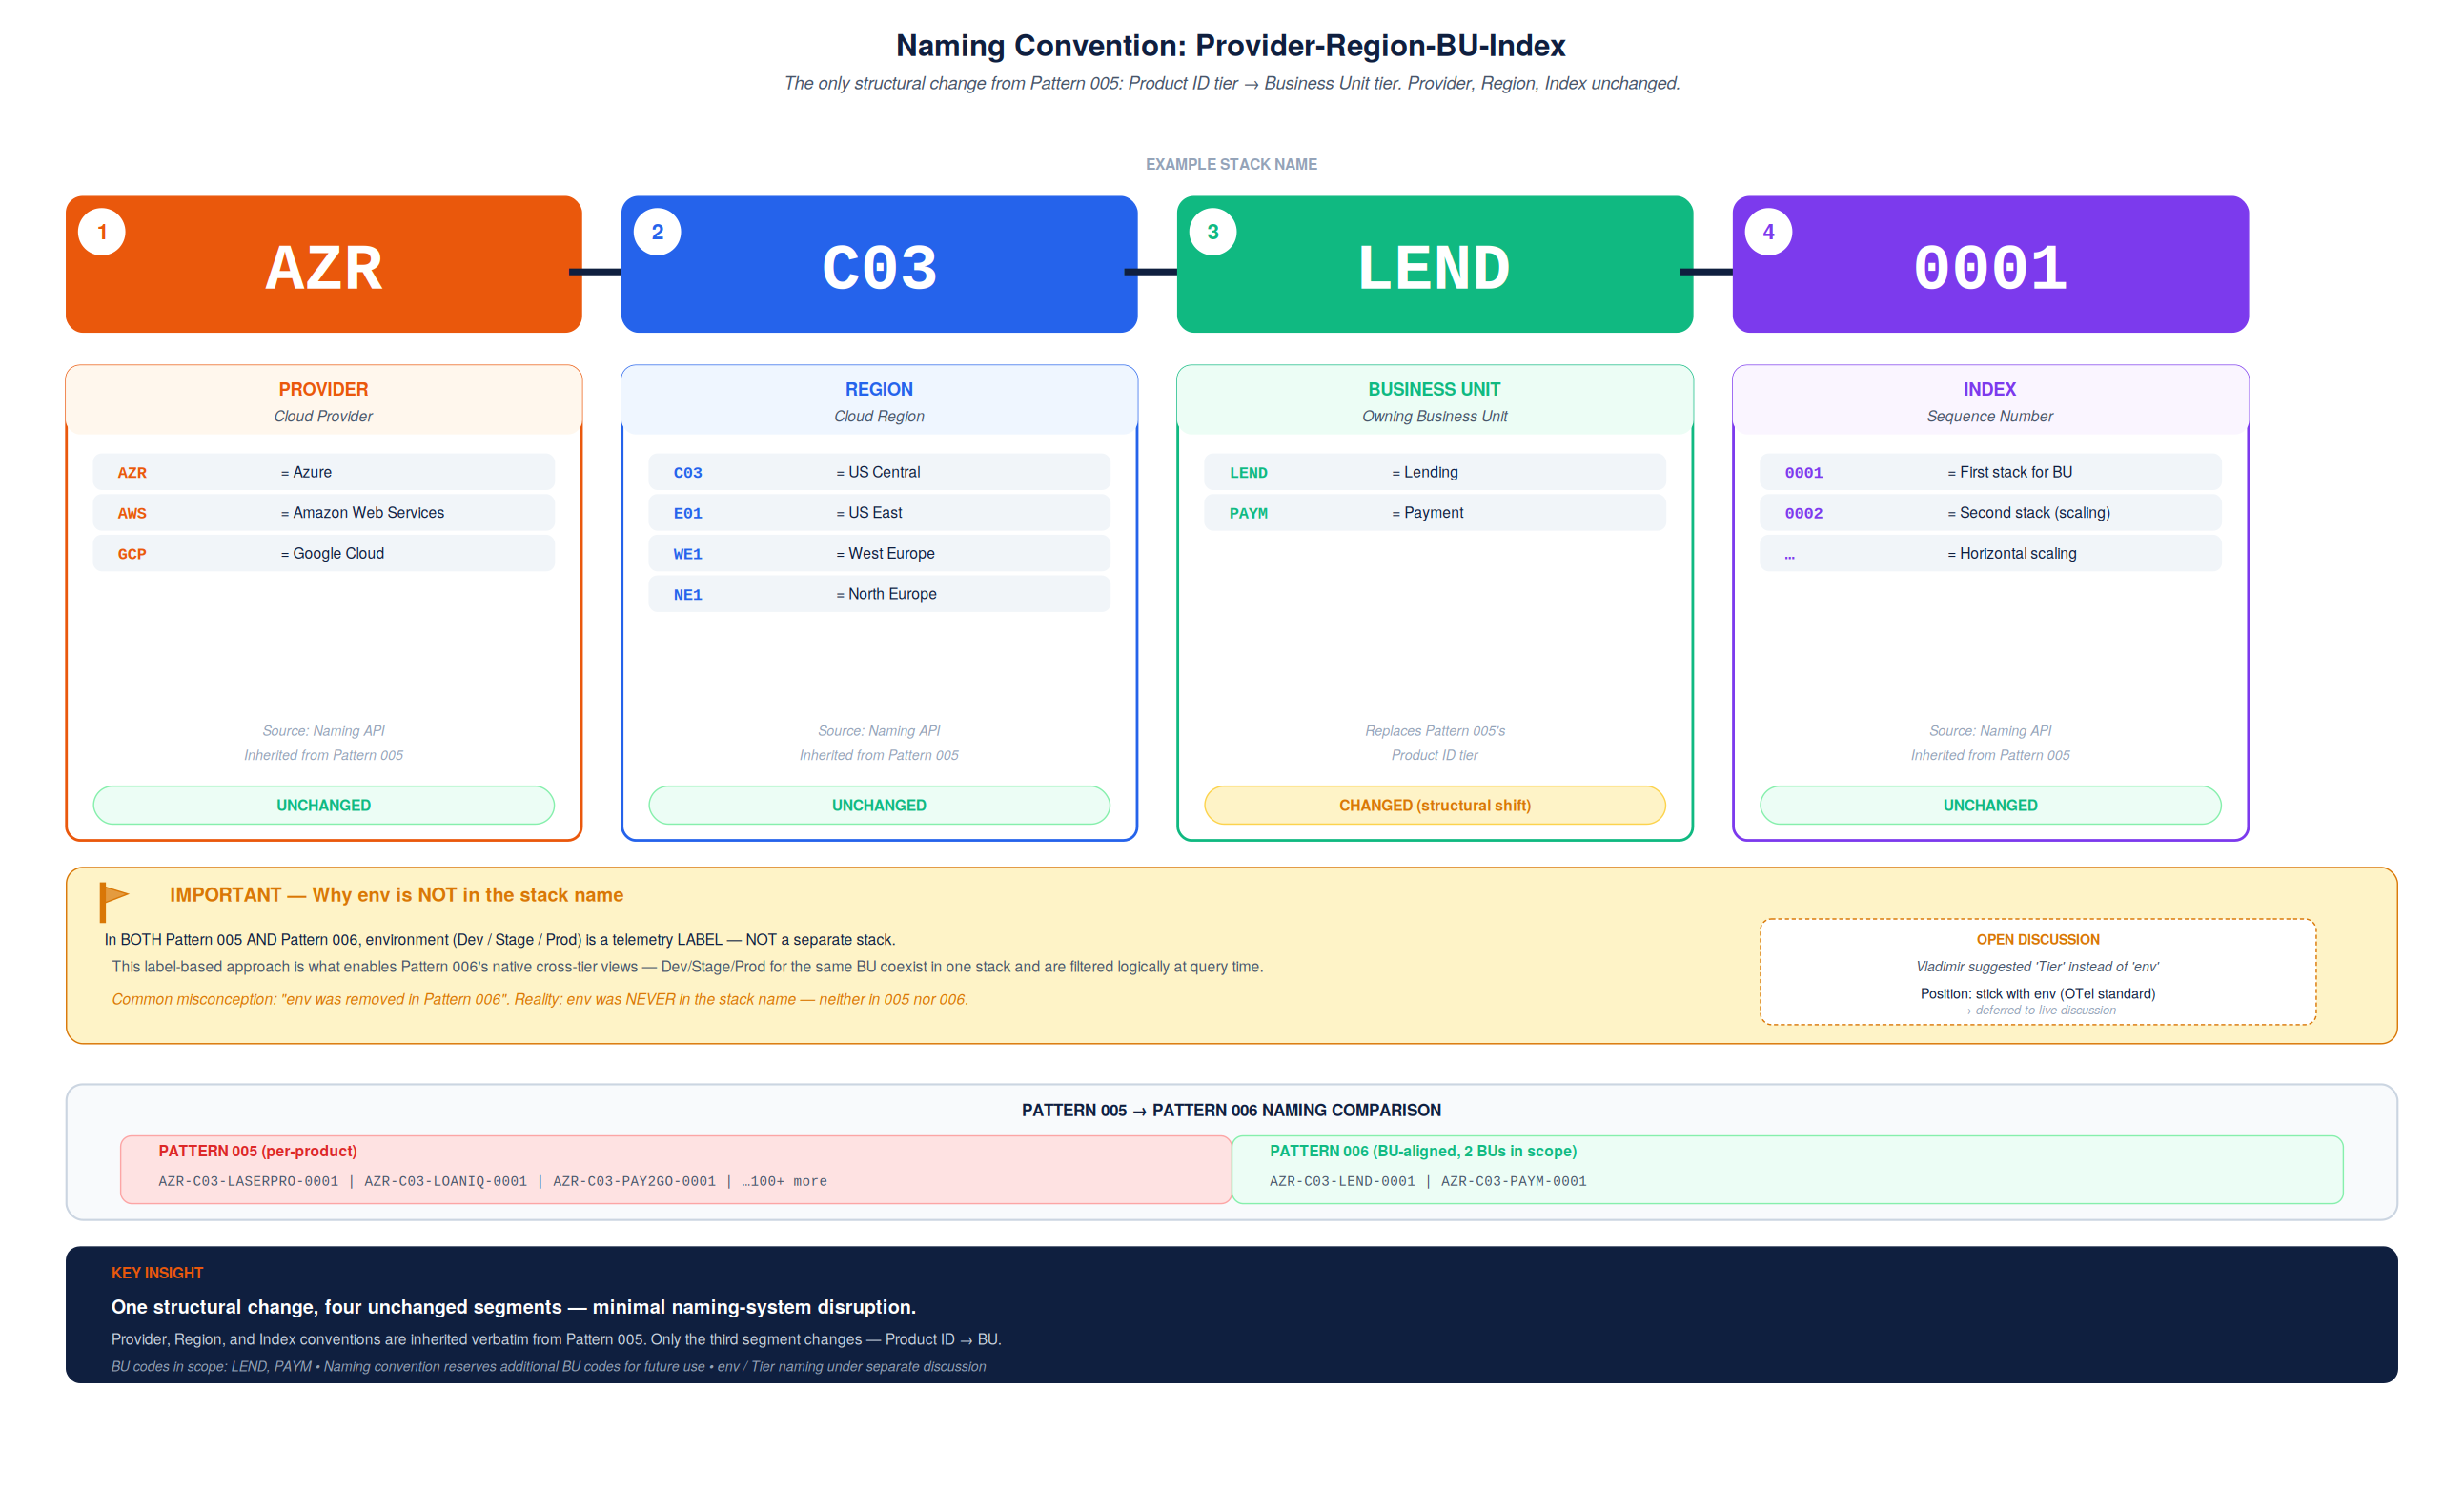 Naming Convention: Provider-Region-BU-Index
The only structural change from Pattern 005: Product ID tier → Business Unit tier. Provider, Region, Index unchanged.
EXAMPLE STACK NAME
1
AZR
2
C03
3
LEND
4
0001
PROVIDER
Cloud Provider
AZR = Azure
AWS = Amazon Web Services
GCP = Google Cloud
Source: Naming API
Inherited from Pattern 005
UNCHANGED
REGION
Cloud Region
C03 = US Central
E01 = US East
WE1 = West Europe
NE1 = North Europe
Source: Naming API
Inherited from Pattern 005
UNCHANGED
BUSINESS UNIT
Owning Business Unit
LEND = Lending
PAYM = Payment
Replaces Pattern 005's
Product ID tier
CHANGED (structural shift)
INDEX
Sequence Number
0001 = First stack for BU
0002 = Second stack (scaling)
… = Horizontal scaling
Source: Naming API
Inherited from Pattern 005
UNCHANGED
IMPORTANT — Why env is NOT in the stack name
In BOTH Pattern 005 AND Pattern 006, environment (Dev / Stage / Prod) is a telemetry LABEL — NOT a separate stack.
This label-based approach is what enables Pattern 006's native cross-tier views — Dev/Stage/Prod for the same BU coexist in one stack and are filtered logically at query time.
Common misconception: "env was removed in Pattern 006". Reality: env was NEVER in the stack name — neither in 005 nor 006.
OPEN DISCUSSION
Vladimir suggested 'Tier' instead of 'env'
Position: stick with env (OTel standard)
→ deferred to live discussion
PATTERN 005 → PATTERN 006 NAMING COMPARISON
PATTERN 005 (per-product)
AZR-C03-LASERPRO-0001 | AZR-C03-LOANIQ-0001 | AZR-C03-PAY2GO-0001 | …100+ more
PATTERN 006 (BU-aligned, 2 BUs in scope)
AZR-C03-LEND-0001 | AZR-C03-PAYM-0001
KEY INSIGHT
One structural change, four unchanged segments — minimal naming-system disruption.
Provider, Region, and Index conventions are inherited verbatim from Pattern 005. Only the third segment changes — Product ID → BU.
BU codes in scope: LEND, PAYM • Naming convention reserves additional BU codes for future use • env / Tier naming under separate discussion